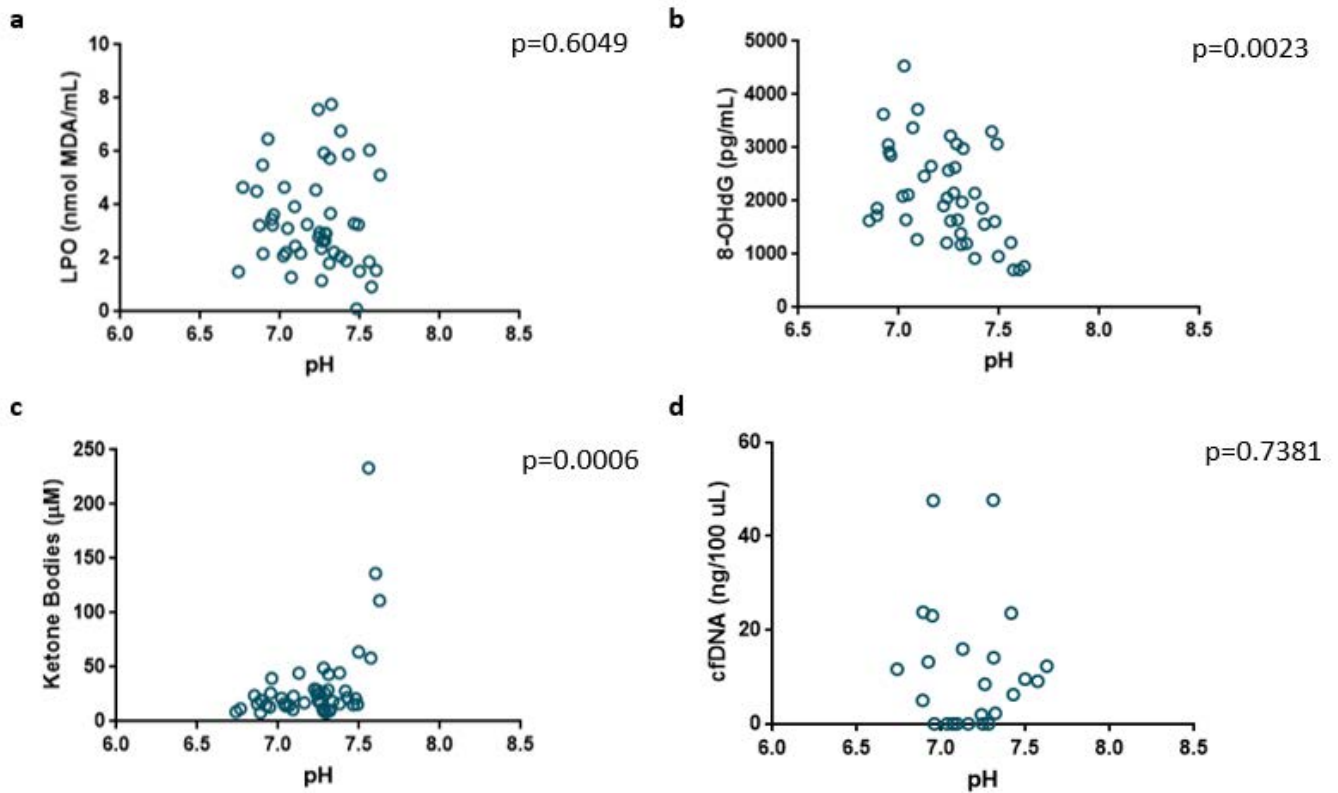 a
p=0.6049
LPO (nmol MDA/mL)
10
8
6
4
2
0
6.0 6.5 7.0 7.5 8.0 8.5
pH
b
p=0.0023
8-OHdG (pg/mL)
5000
4000
3000
2000
1000
0
6.5 7.0 7.5 8.0 8.5
pH
c
p=0.0006
Ketone Bodies (μM)
250
200
150
100
50
0
6.0 6.5 7.0 7.5 8.0 8.5
pH
d
p=0.7381
cfDNA (ng/100 uL)
60
40
20
0
6.0 6.5 7.0 7.5 8.0 8.5
pH